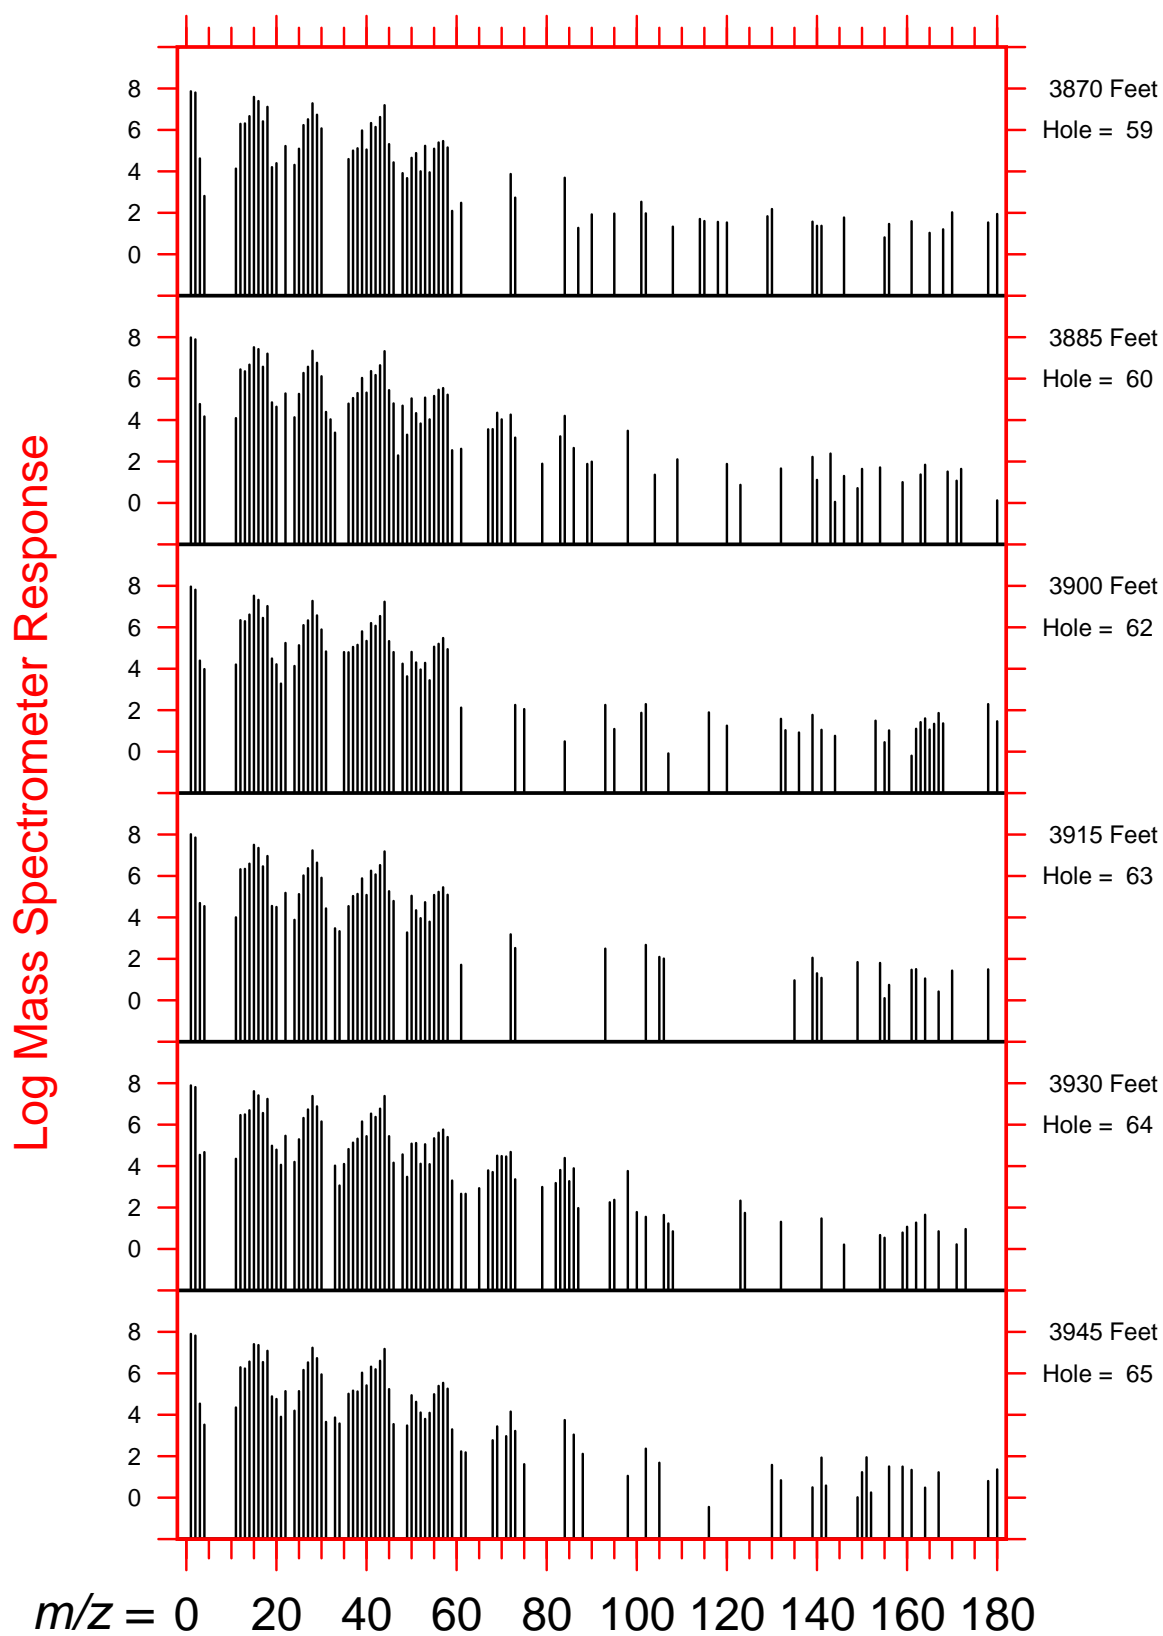 Log Mass Spectrometer Response
8
6
4
2
0
3870 Feet
Hole = 59
8
6
4
2
0
3885 Feet
Hole = 60
8
6
4
2
0
3900 Feet
Hole = 62
8
6
4
2
0
3915 Feet
Hole = 63
8
6
4
2
0
3930 Feet
Hole = 64
8
6
4
2
0
3945 Feet
Hole = 65
m/z = 0 20 40 60 80 100 120 140 160 180